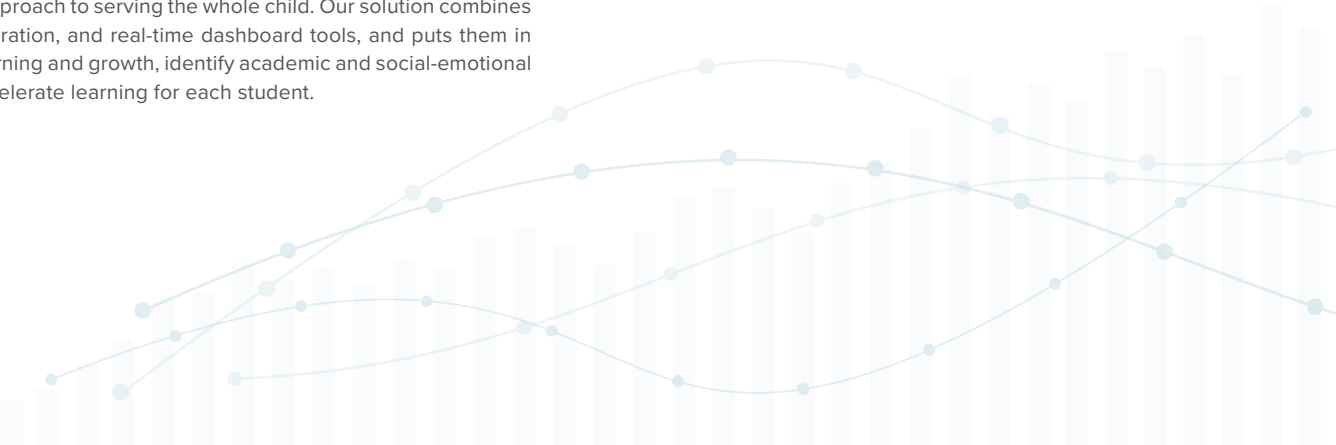 proach to serving the whole child. Our solution combines
ration, and real-time dashboard tools, and puts them in
rning and growth, identify academic and social-emotional
elerate learning for each student.